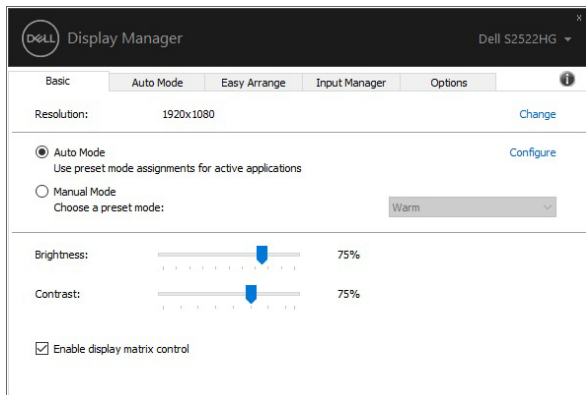 DELL Display Manager Dell S2522HG
x
Basic Auto Mode Easy Arrange Input Manager Options
Resolution: 1920x1080 Change
Auto Mode Configure
Use preset mode assignments for active applications
Manual Mode
Choose a preset mode: Warm
Brightness: 75%
Contrast: 75%
Enable display matrix control